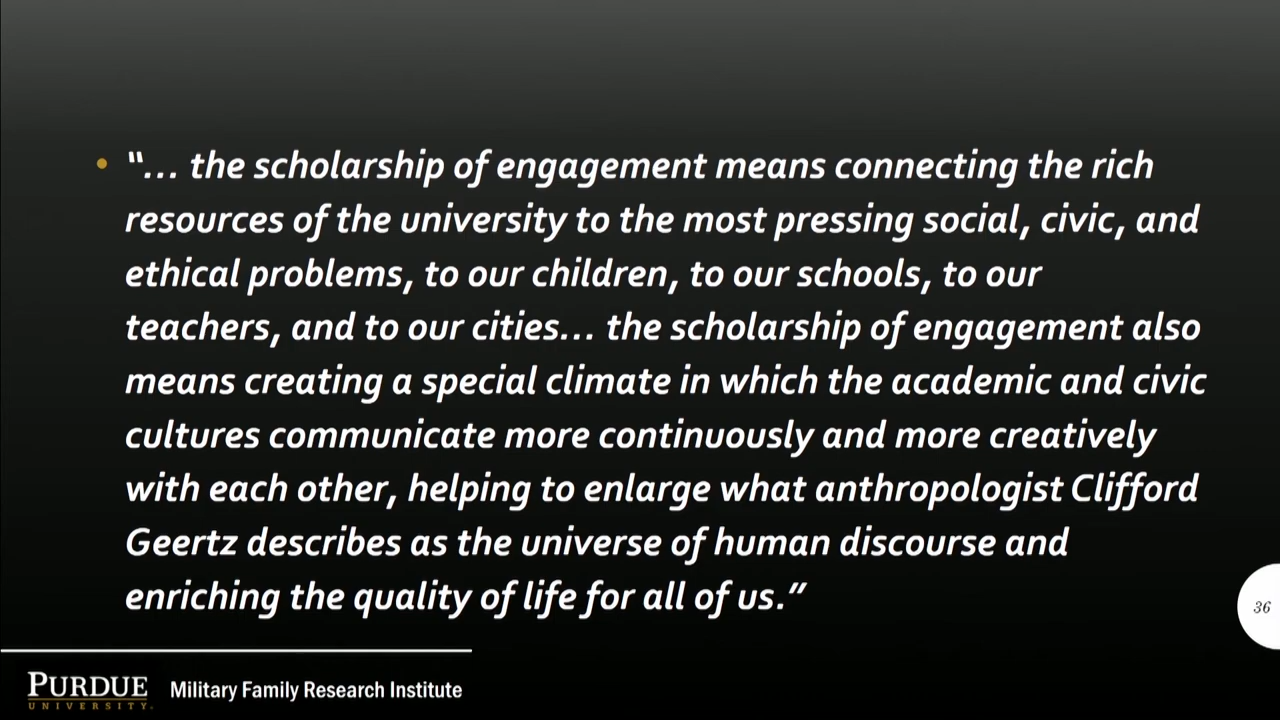 • “… the scholarship of engagement means connecting the rich
resources of the university to the most pressing social, civic, and
ethical problems, to our children, to our schools, to our
teachers, and to our cities… the scholarship of engagement also
means creating a special climate in which the academic and civic
cultures communicate more continuously and more creatively
with each other, helping to enlarge what anthropologist Clifford
Geertz describes as the universe of human discourse and
enriching the quality of life for all of us.”
36
PURDUE
UNIVERSITY.
Military Family Research Institute